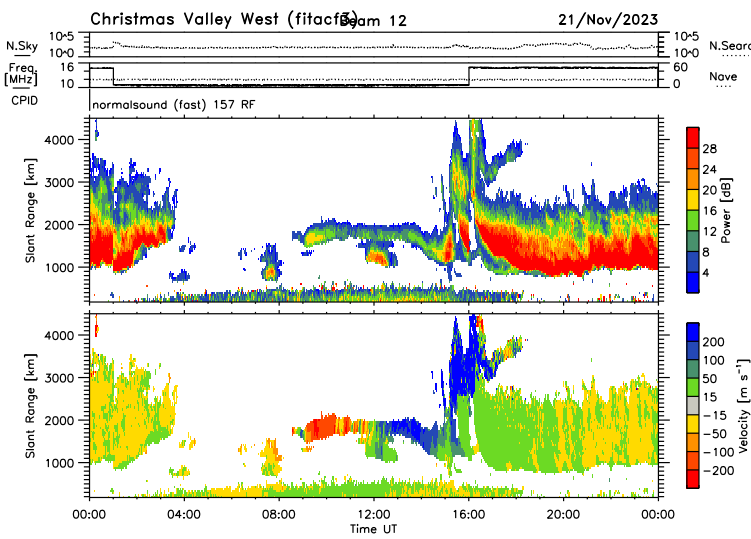 Christmas Valley West (fitacf3) Beam 12 21/Nov/2023
N.Sky 10^5 10^0 10^5 10^0 N.Searc
Freq [MHz] 16 10 60 0 Nave
CPID normalsound (fast) 157 RF
Slant Range [km] 4000 3000 2000 1000
28 24 20 16 12 8 4 Power [dB]
Slant Range [km] 4000 3000 2000 1000
200 100 50 15 −15 −50 −100 −200 Velocity [m s⁻¹]
00:00 04:00 08:00 12:00 16:00 20:00 00:00
Time UT